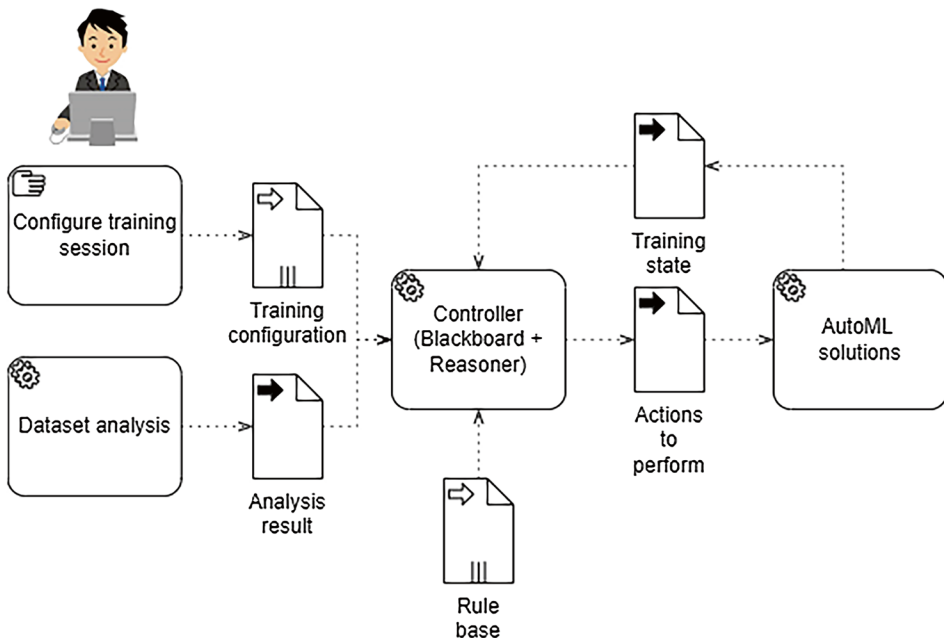 Configure training
session
Training
configuration
Dataset analysis
Analysis
result
Controller
(Blackboard +
Reasoner)
Rule
base
Training
state
Actions
to
perform
AutoML
solutions